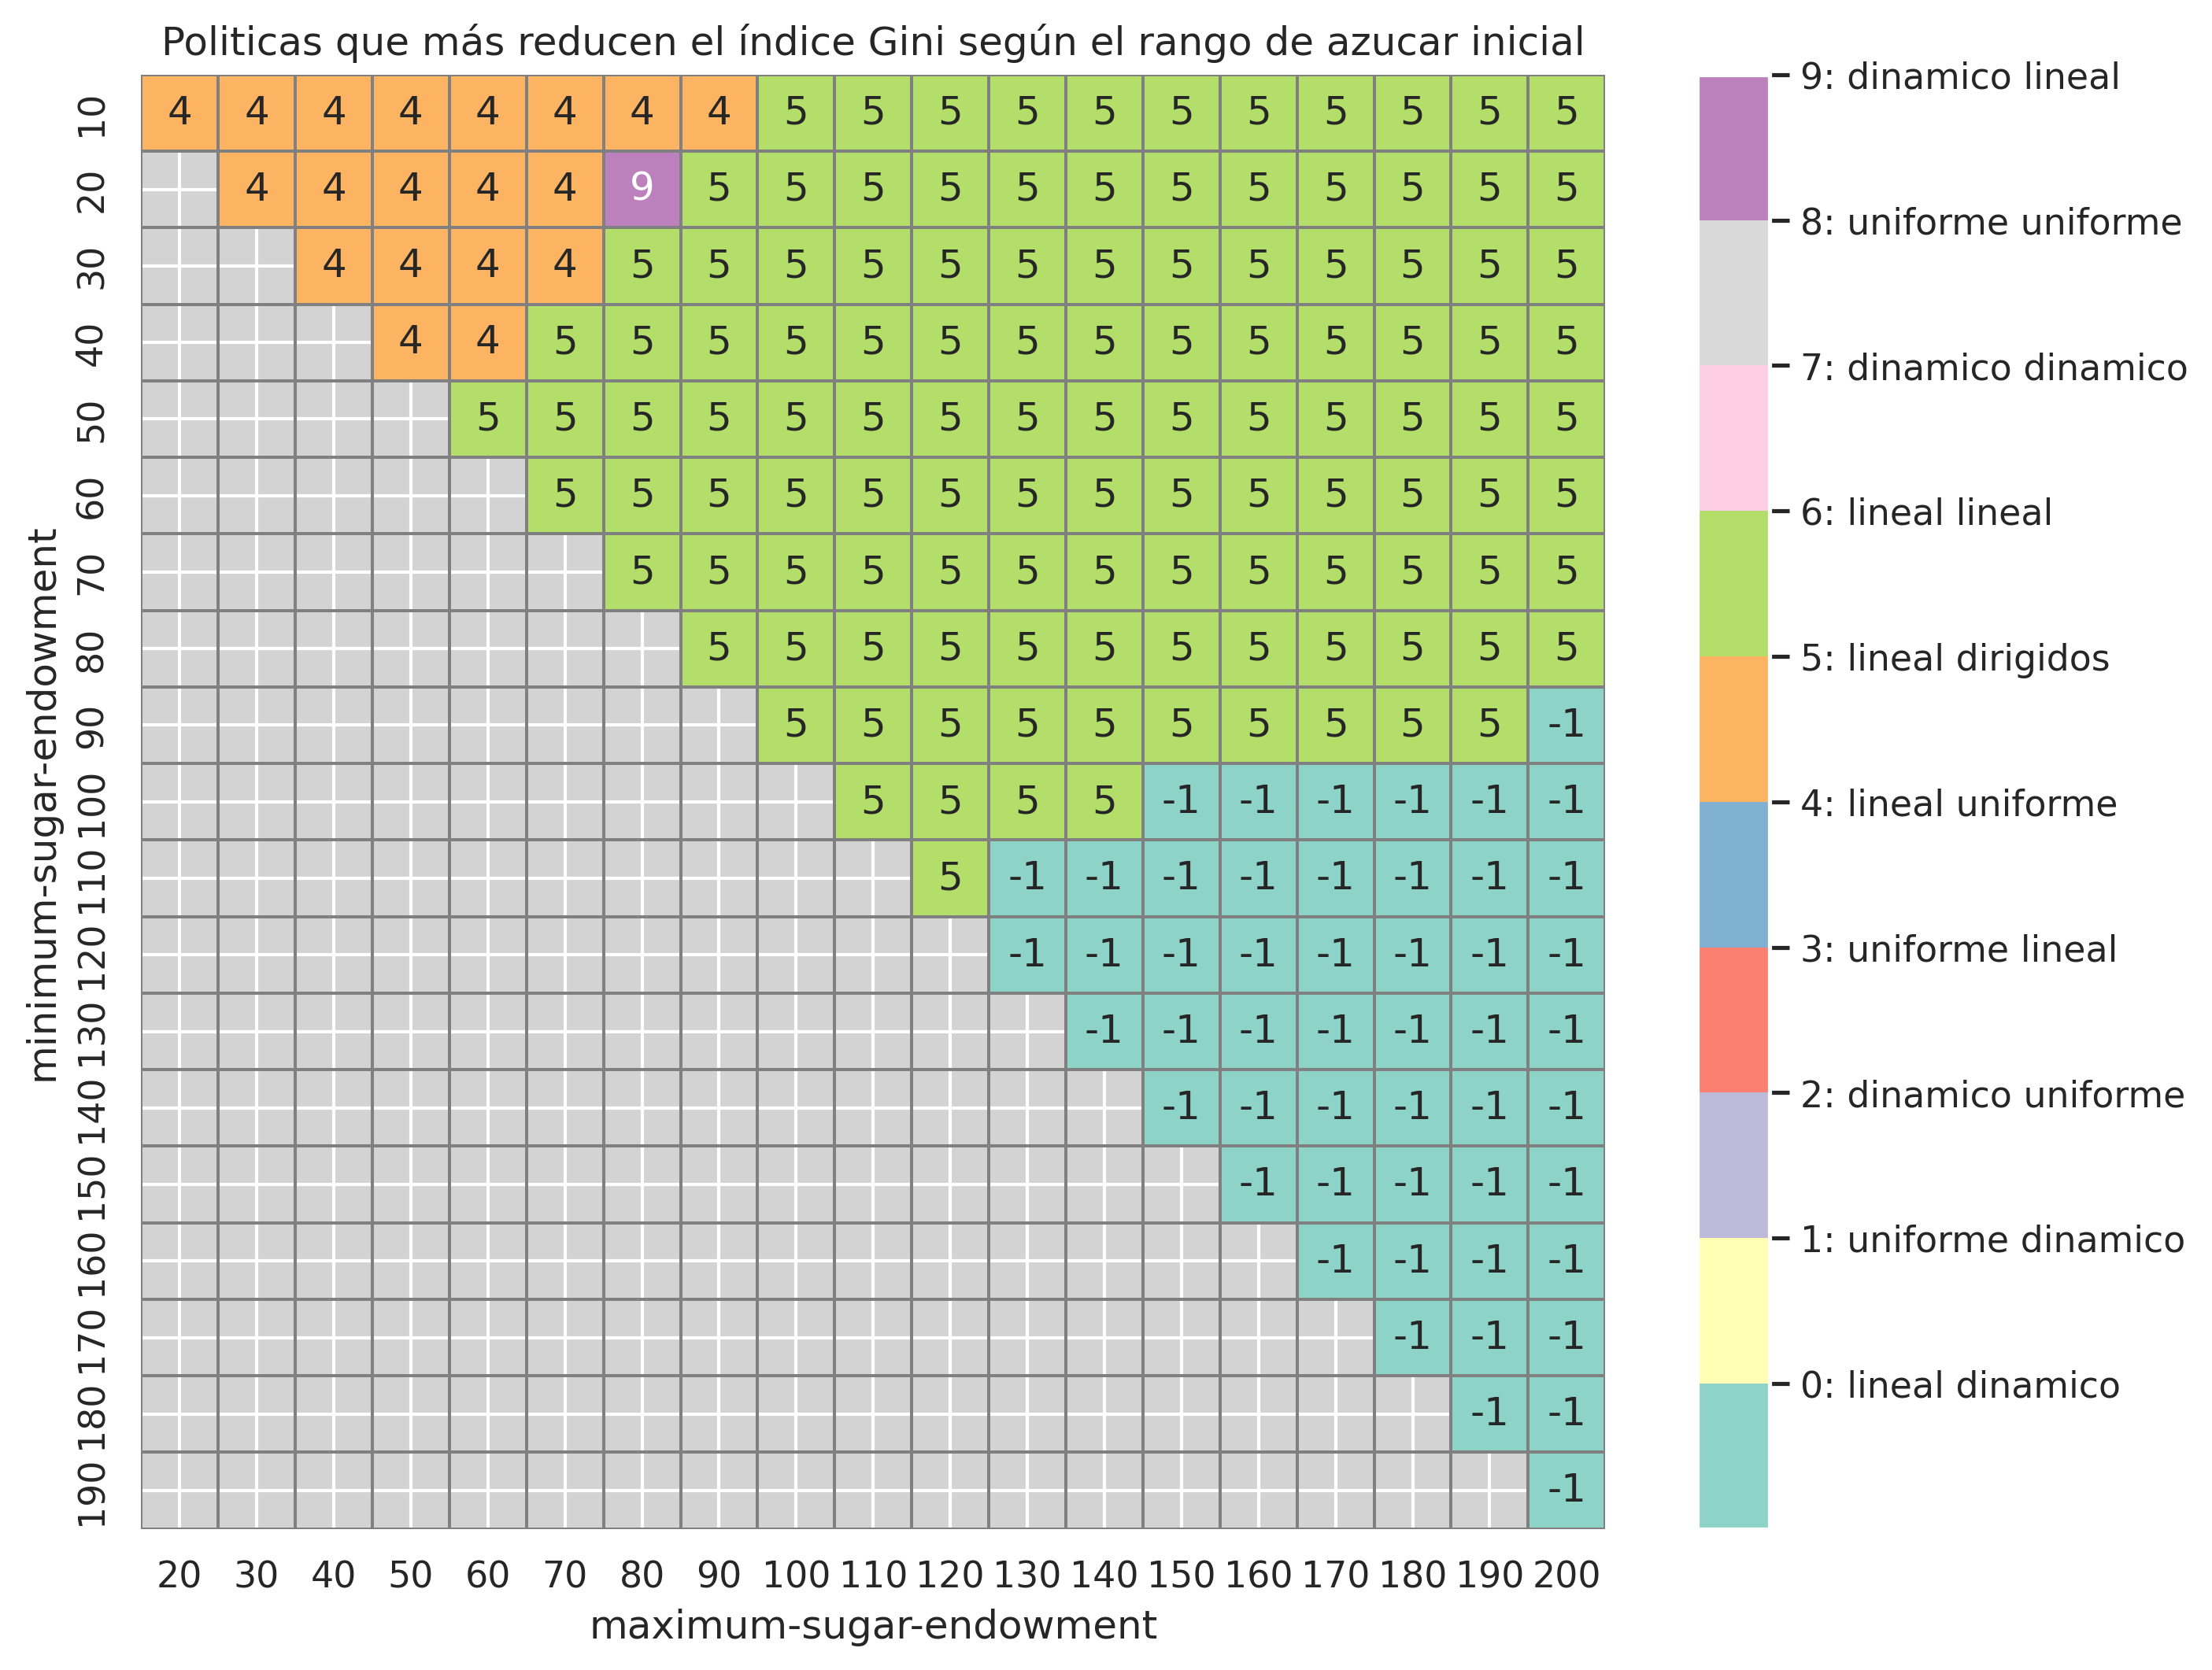 Politicas que más reducen el índice Gini según el rango de azucar inicial
minimum-sugar-endowment
10 4 4 4 4 4 4 4 4 5 5 5 5 5 5 5 5 5 5 5
20 4 4 4 4 4 9 5 5 5 5 5 5 5 5 5 5 5 5
30 4 4 4 4 5 5 5 5 5 5 5 5 5 5 5 5 5
40 4 4 5 5 5 5 5 5 5 5 5 5 5 5 5 5
50 5 5 5 5 5 5 5 5 5 5 5 5 5 5 5
60 5 5 5 5 5 5 5 5 5 5 5 5 5 5
70 5 5 5 5 5 5 5 5 5 5 5 5 5
80 5 5 5 5 5 5 5 5 5 5 5 5
90 5 5 5 5 5 5 5 5 5 5 -1
100 5 5 5 5 -1 -1 -1 -1 -1 -1
110 5 -1 -1 -1 -1 -1 -1 -1 -1
120 -1 -1 -1 -1 -1 -1 -1 -1
130 -1 -1 -1 -1 -1 -1 -1
140 -1 -1 -1 -1 -1 -1
150 -1 -1 -1 -1 -1
160 -1 -1 -1 -1
170 -1 -1 -1
180 -1 -1
190 -1
20 30 40 50 60 70 80 90 100 110 120 130 140 150 160 170 180 190 200
maximum-sugar-endowment
9: dinamico lineal
8: uniforme uniforme
7: dinamico dinamico
6: lineal lineal
5: lineal dirigidos
4: lineal uniforme
3: uniforme lineal
2: dinamico uniforme
1: uniforme dinamico
0: lineal dinamico